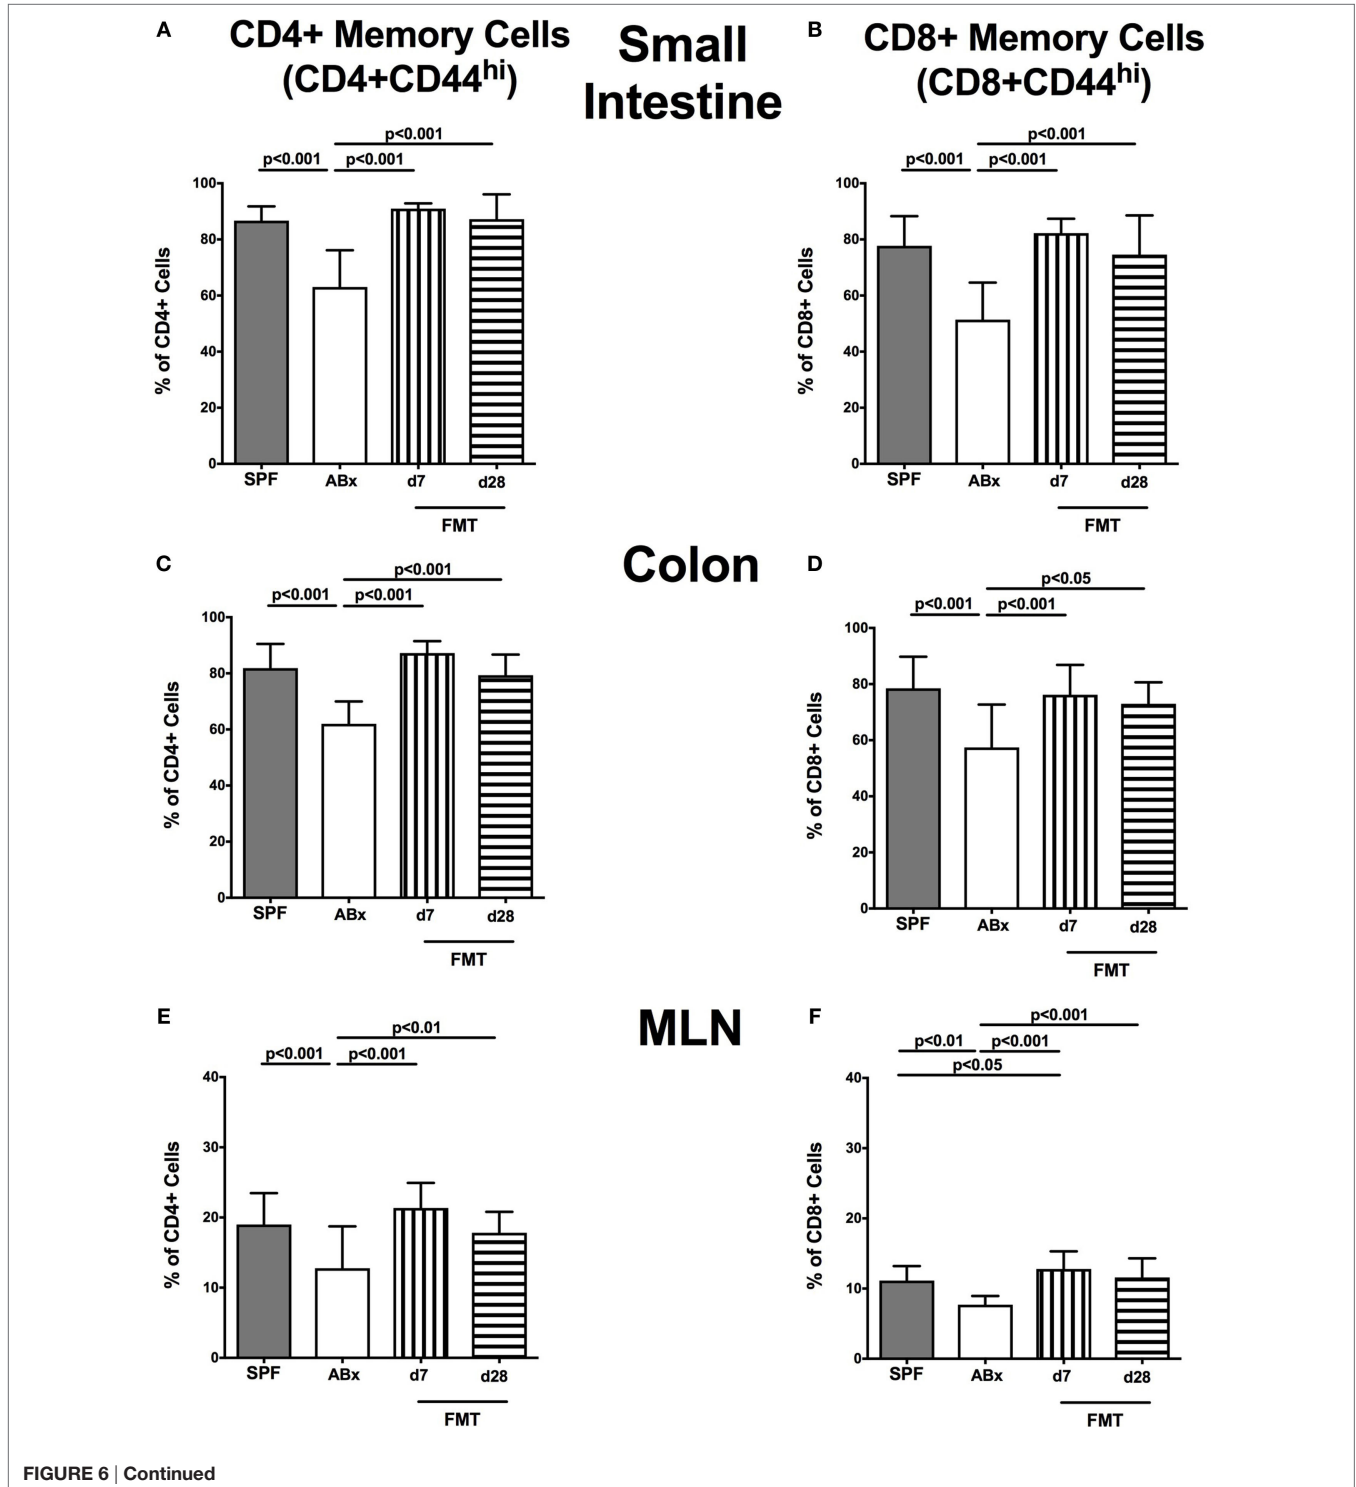 A
CD4+ Memory Cells
(CD4+CD44hi)
Small
Intestine
B
CD8+ Memory Cells
(CD8+CD44hi)
p<0.001
p<0.001
p<0.001
100
80
60
40
20
0
% of CD4+ Cells
SPF
ABx
d7
d28
FMT
p<0.001
p<0.001
p<0.001
100
80
60
40
20
0
% of CD8+ Cells
SPF
ABx
d7
d28
FMT
Colon
C
p<0.001
p<0.001
p<0.001
100
80
60
40
20
0
% of CD4+ Cells
SPF
ABx
d7
d28
FMT
D
p<0.05
p<0.001
p<0.001
100
80
60
40
20
0
% of CD8+ Cells
SPF
ABx
d7
d28
FMT
MLN
E
p<0.01
p<0.001
p<0.001
40
30
20
10
0
% of CD4+ Cells
SPF
ABx
d7
d28
FMT
F
p<0.001
p<0.01
p<0.001
p<0.05
40
30
20
10
0
% of CD8+ Cells
SPF
ABx
d7
d28
FMT
FIGURE 6 | Continued